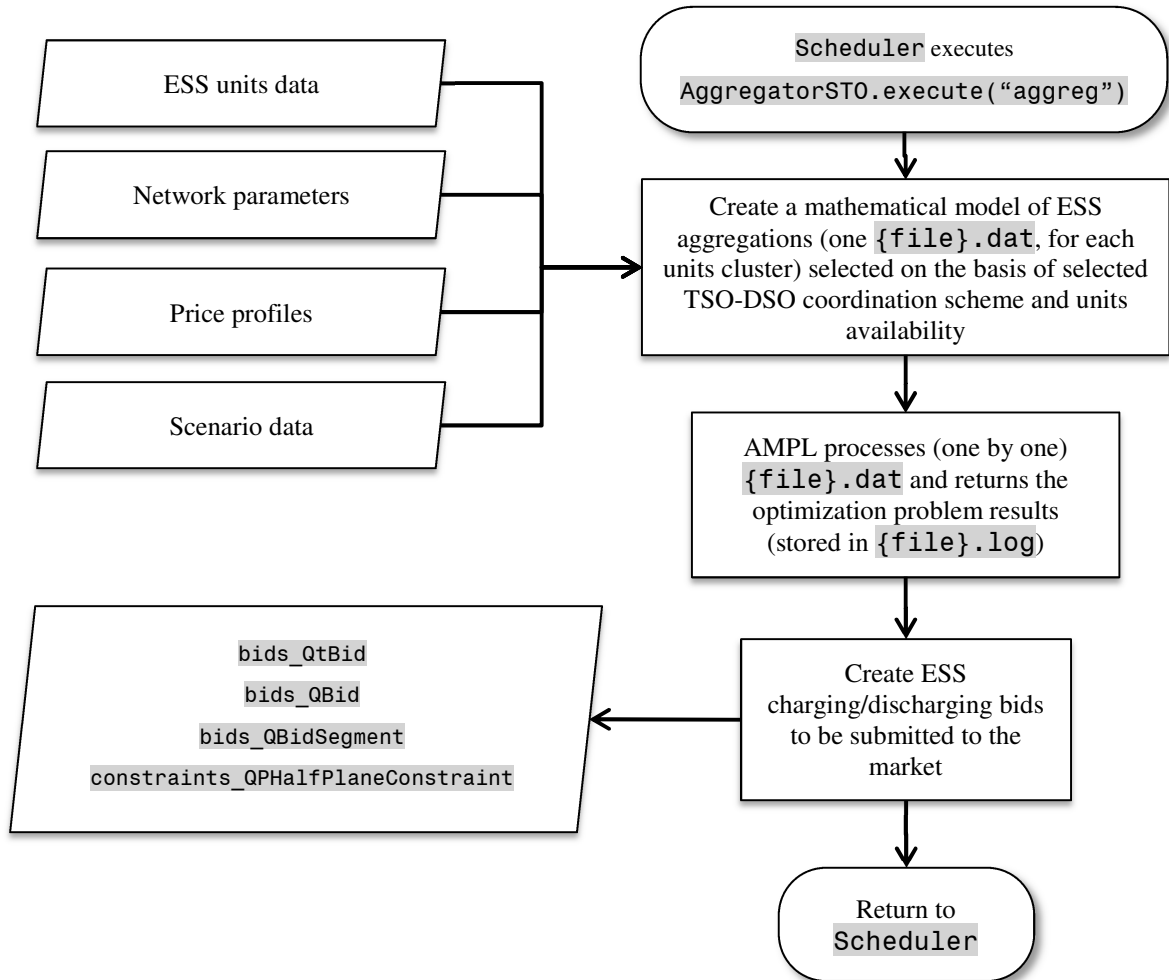 ESS units data
Network parameters
Price profiles
Scenario data
Scheduler executes
AggregatorSTO.execute(“aggreg”)
Create a mathematical model of ESS
aggregations (one {file}.dat, for each
units cluster) selected on the basis of selected
TSO-DSO coordination scheme and units
availability
AMPL processes (one by one)
{file}.dat and returns the
optimization problem results
(stored in {file}.log)
Create ESS
charging/discharging bids
to be submitted to the
market
bids_QtBid
bids_QBid
bids_QBidSegment
constraints_QPHalfPlaneConstraint
Return to
Scheduler